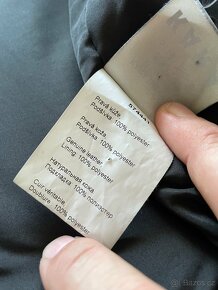 Pravá kůže
Podšívka 100% polyester
Pravá koža
Podšívka 100% polyester
Genuine leather
Lining 100% polyester
Натуральная кожа
Подкладка 100% полиэстер
Cuir véritable
Doublure 100% polyester
Bazoš.cz